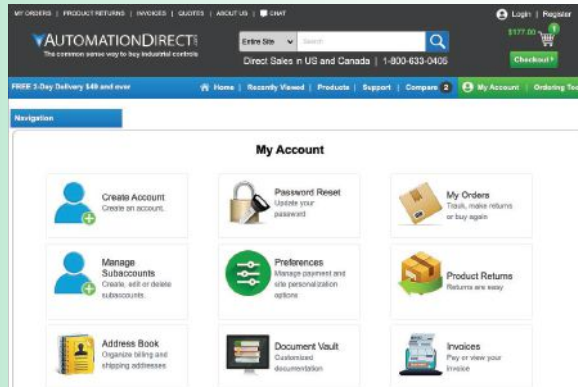 MY ORDERS | PRODUCT RETURNS | INVOICES | QUOTES | ABOUT US | CHAT
Login | Register
AUTOMATIONDIRECT
The common sense way to buy industrial controls
Entire Site
Search
$177.00
1
Direct Sales in US and Canada | 1-800-633-0405
Checkout
FREE 2-Day Delivery $49 and over
Home | Recently Viewed | Products | Support | Compare 2
My Account | Ordering Too
Navigation
My Account
Create Account
Create an account.
Password Reset
Update your
password
My Orders
Track, make returns
or buy again
Manage
Subaccounts
Create, edit or delete
subaccounts.
Preferences
Manage payment and
site personalization
options
Product Returns
Returns are easy
Address Book
Organize billing and
shipping addresses
Document Vault
Customized
documentation
Invoices
Pay or view your
invoice